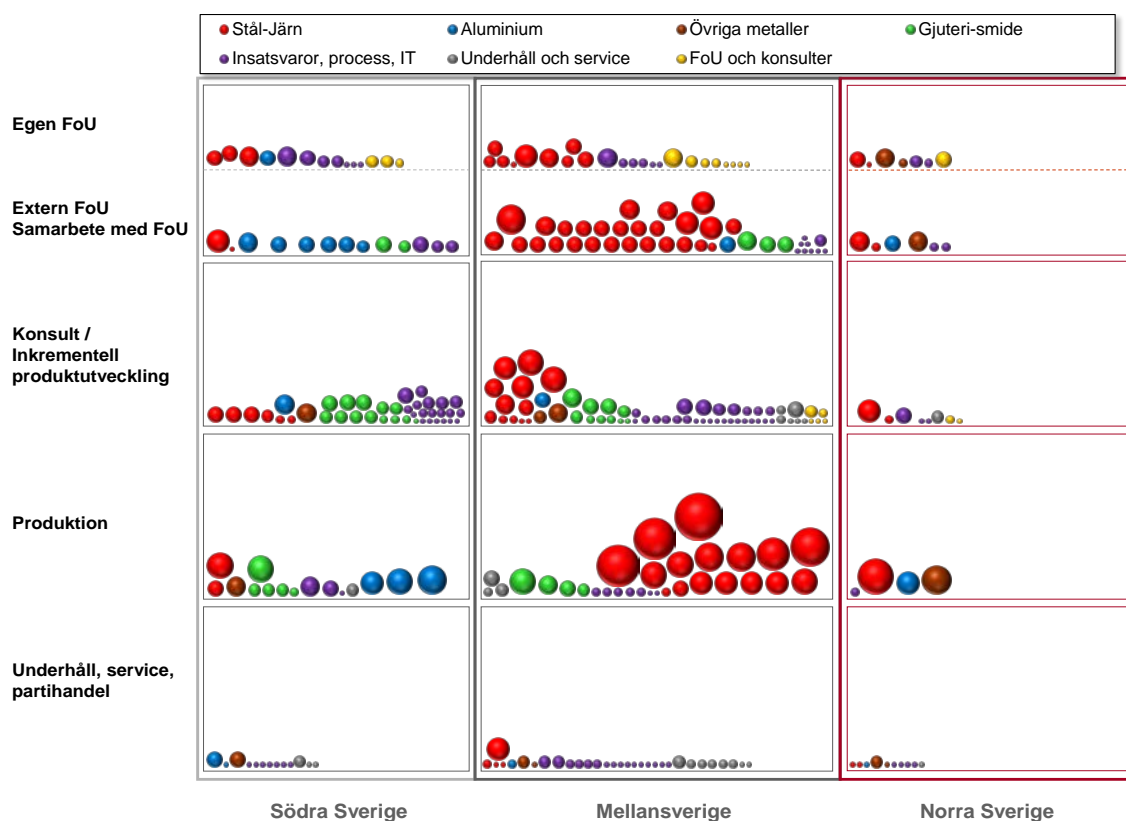 Stål-Järn Aluminium Övriga metaller Gjuteri-smide
Insatsvaror, process, IT Underhåll och service FoU och konsulter
Egen FoU
Extern FoU
Samarbete med FoU
Konsult /
Inkrementell
produktutveckling
Produktion
Underhåll, service,
partihandel
Södra Sverige Mellansverige Norra Sverige